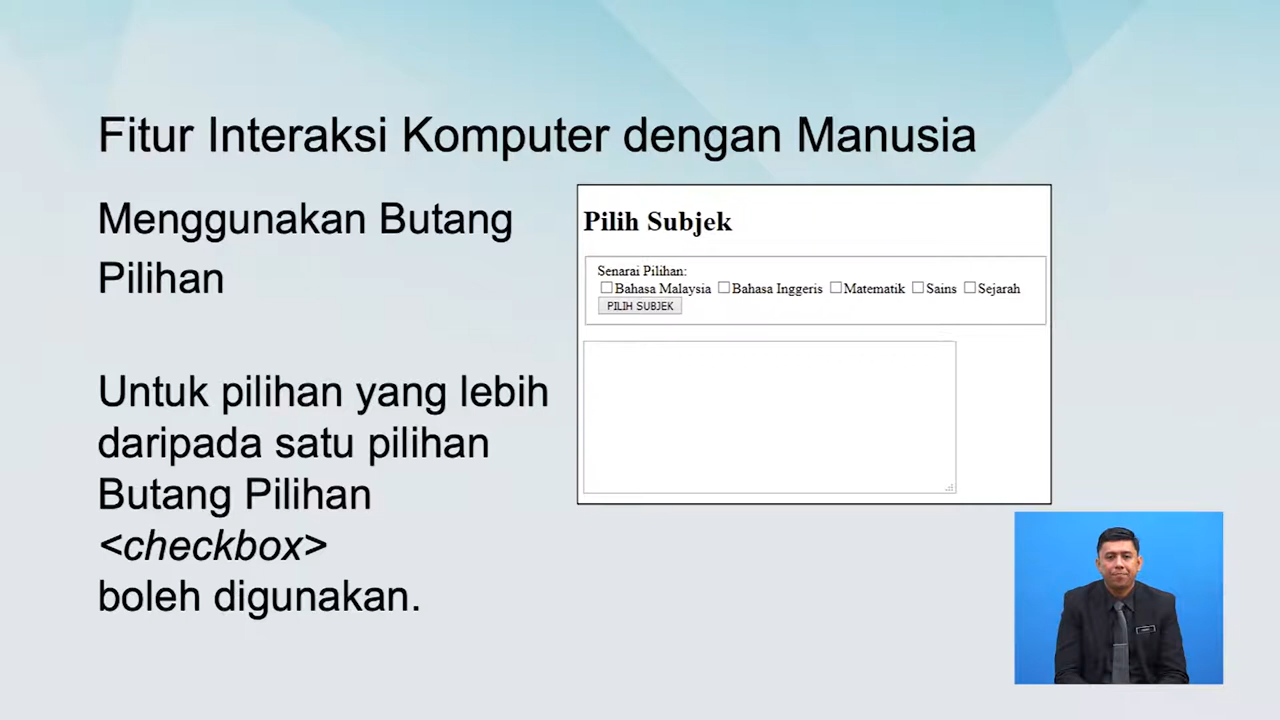 Fitur Interaksi Komputer dengan Manusia
Menggunakan Butang
Pilihan
Untuk pilihan yang lebih
daripada satu pilihan
Butang Pilihan
<checkbox>
boleh digunakan.
Pilih Subjek
Senarai Pilihan:
Bahasa Malaysia Bahasa Inggeris Matematik Sains Sejarah
PILIH SUBJEK